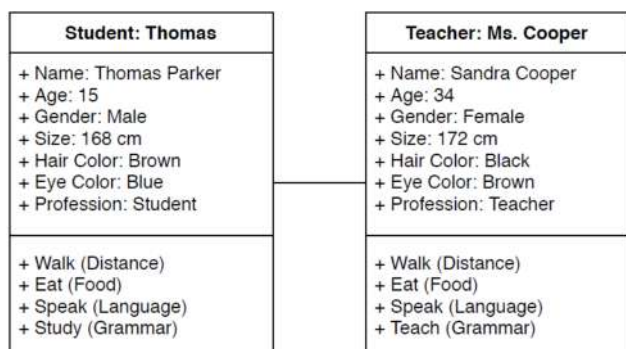 Student: Thomas
+ Name: Thomas Parker
+ Age: 15
+ Gender: Male
+ Size: 168 cm
+ Hair Color: Brown
+ Eye Color: Blue
+ Profession: Student
+ Walk (Distance)
+ Eat (Food)
+ Speak (Language)
+ Study (Grammar)
Teacher: Ms. Cooper
+ Name: Sandra Cooper
+ Age: 34
+ Gender: Female
+ Size: 172 cm
+ Hair Color: Black
+ Eye Color: Brown
+ Profession: Teacher
+ Walk (Distance)
+ Eat (Food)
+ Speak (Language)
+ Teach (Grammar)